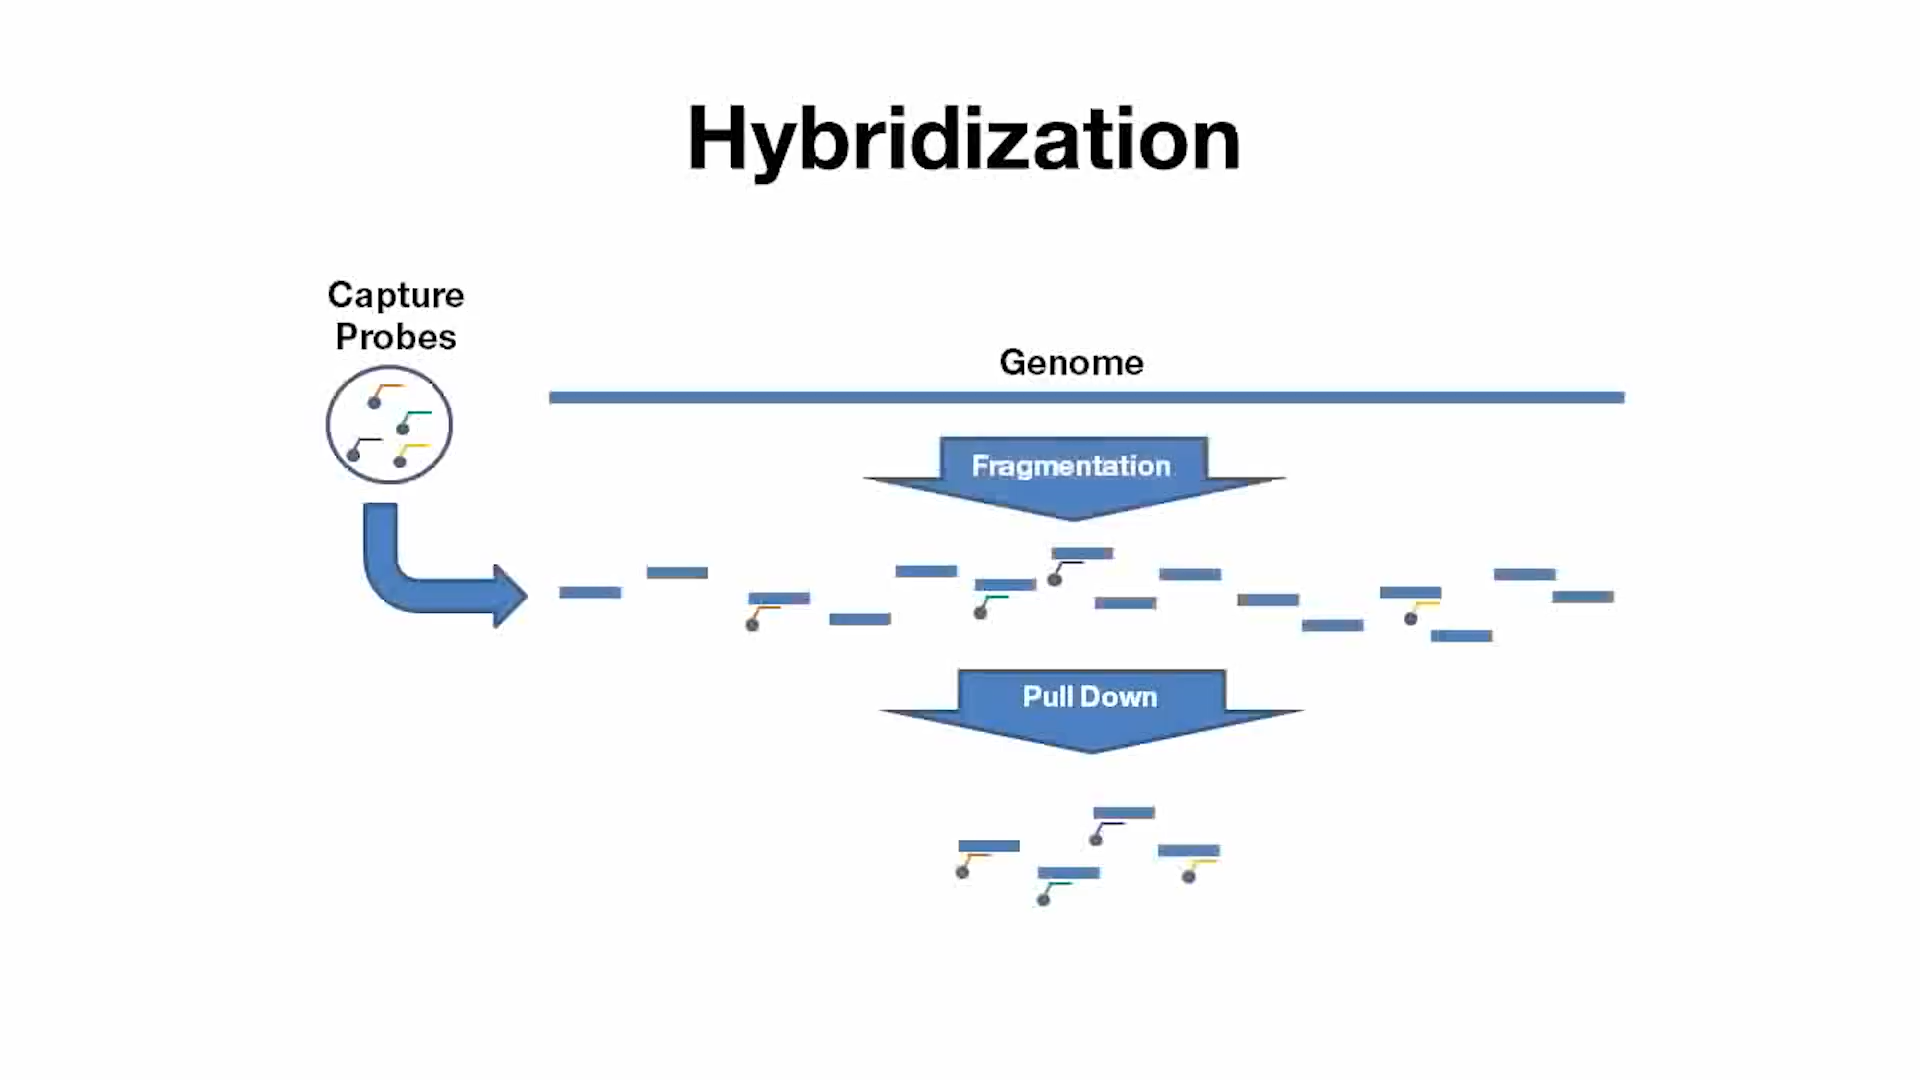 Hybridization
Capture
Probes
Genome
Fragmentation
Pull Down